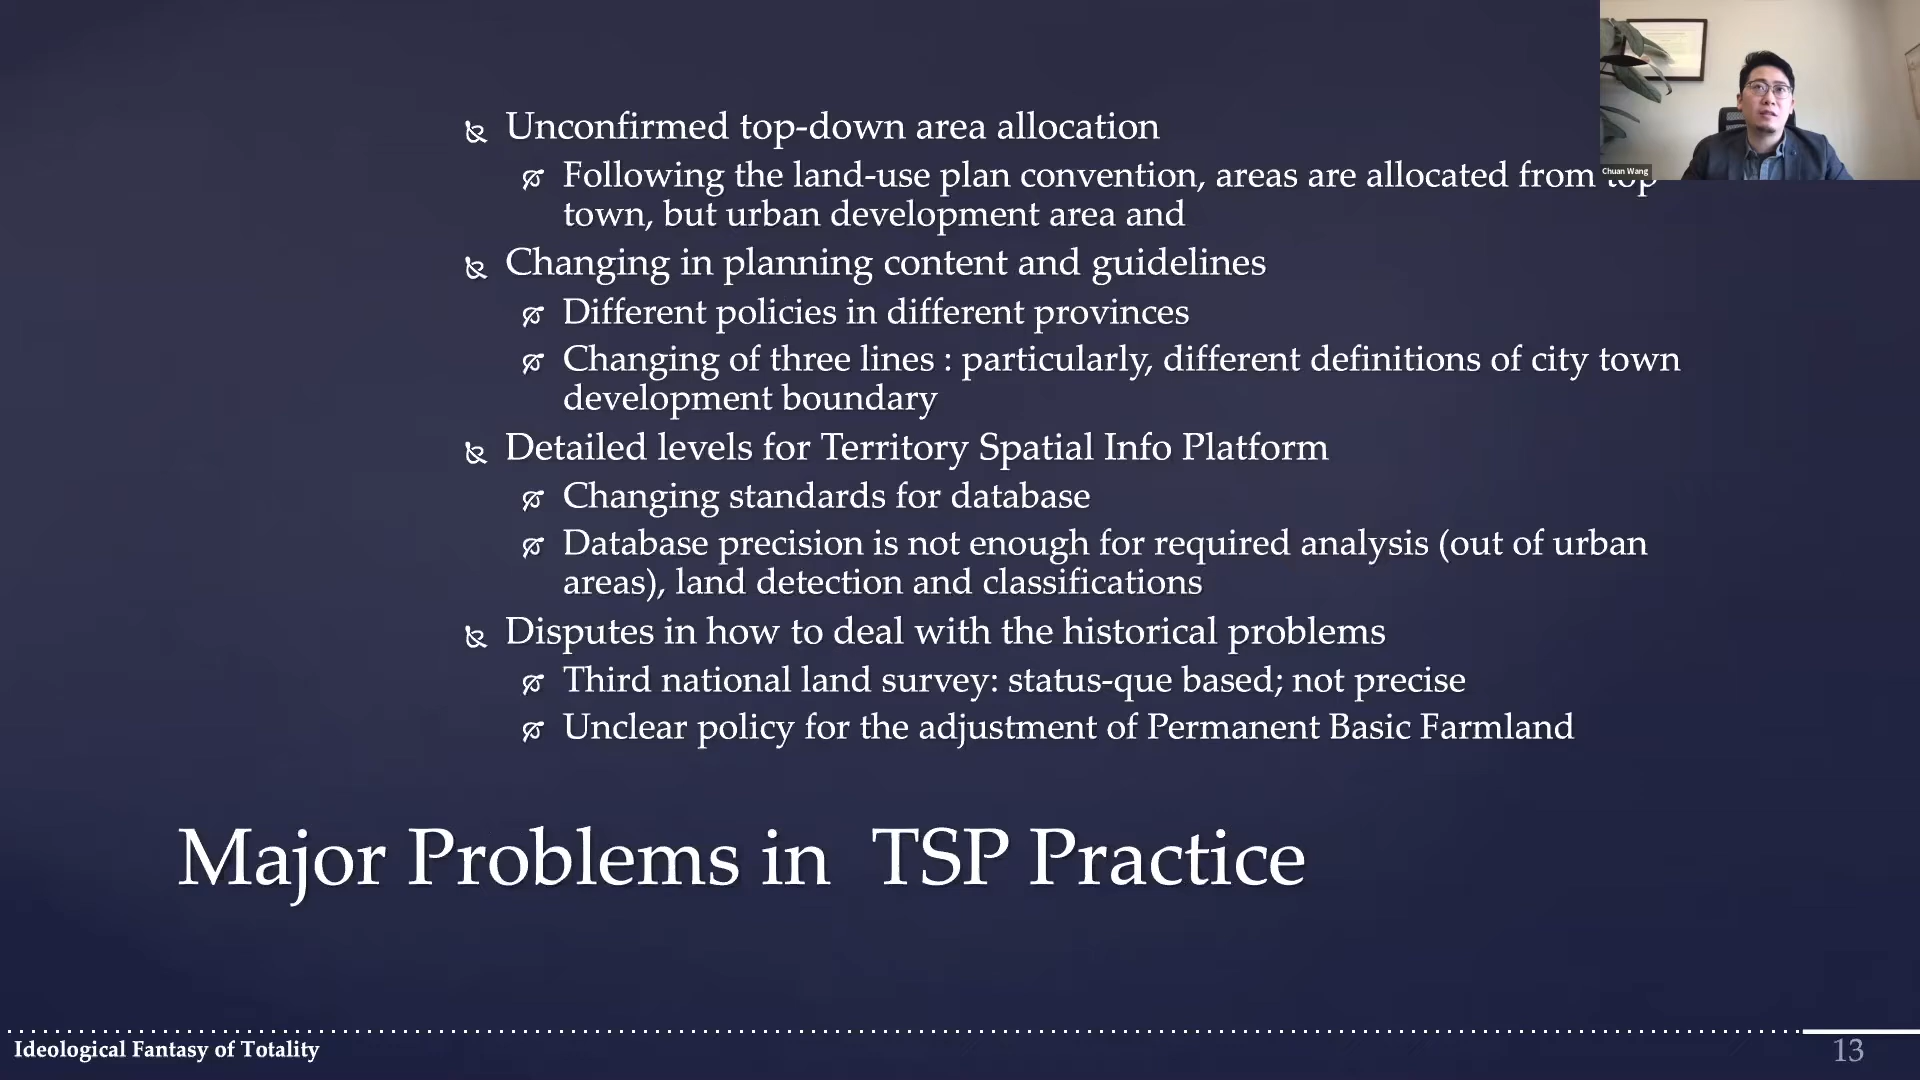 Unconfirmed top-down area allocation
Following the land-use plan convention, areas are allocated from top
town, but urban development area and
Changing in planning content and guidelines
Different policies in different provinces
Changing of three lines : particularly, different definitions of city town
development boundary
Detailed levels for Territory Spatial Info Platform
Changing standards for database
Database precision is not enough for required analysis (out of urban
areas), land detection and classifications
Disputes in how to deal with the historical problems
Third national land survey: status-que based; not precise
Unclear policy for the adjustment of Permanent Basic Farmland
Major Problems in TSP Practice
Ideological Fantasy of Totality
13
Chuan Wang